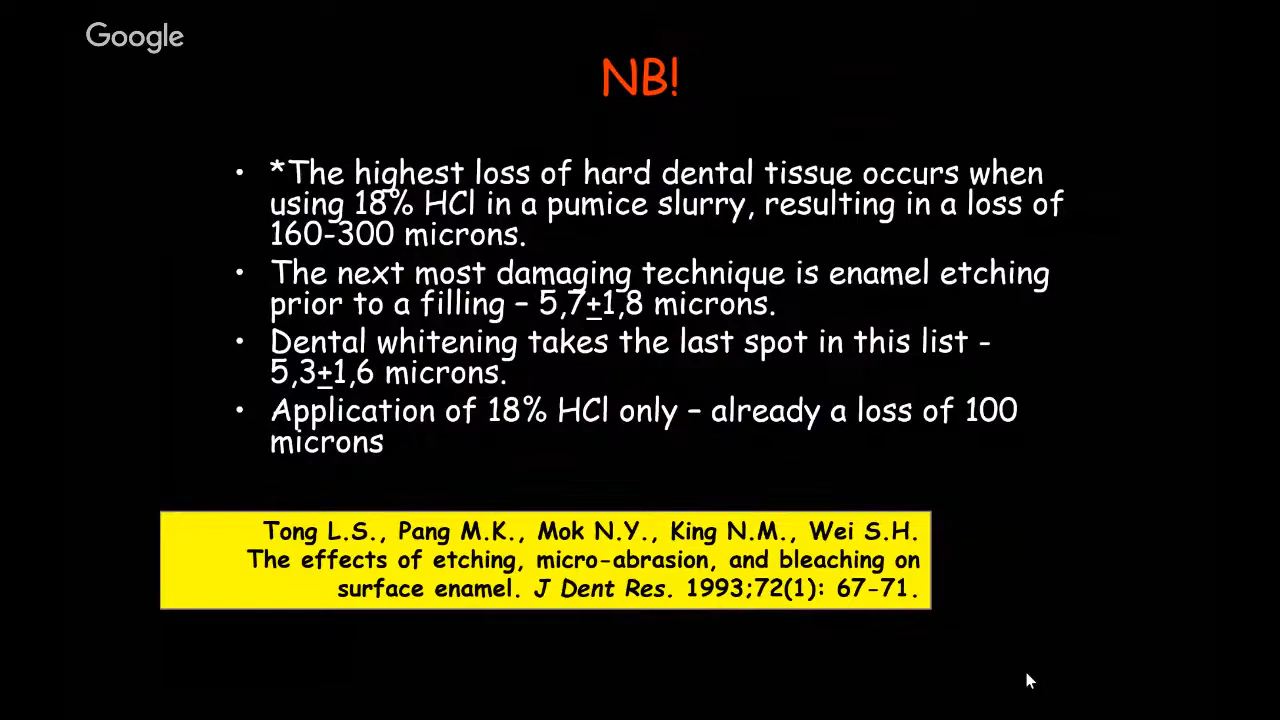 Google
NB!
• *The highest loss of hard dental tissue occurs when
using 18% HCl in a pumice slurry, resulting in a loss of
160-300 microns.
• The next most damaging technique is enamel etching
prior to a filling – 5,7±1,8 microns.
• Dental whitening takes the last spot in this list -
5,3±1,6 microns.
• Application of 18% HCl only – already a loss of 100
microns
Tong L.S., Pang M.K., Mok N.Y., King N.M., Wei S.H.
The effects of etching, micro-abrasion, and bleaching on
surface enamel. J Dent Res. 1993;72(1): 67-71.